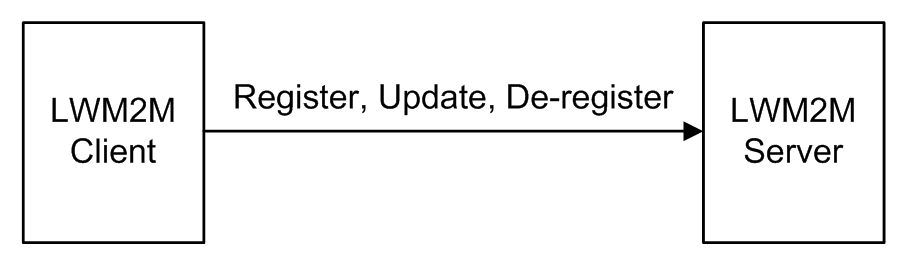 LWM2M
Client
Register, Update, De-register
LWM2M
Server